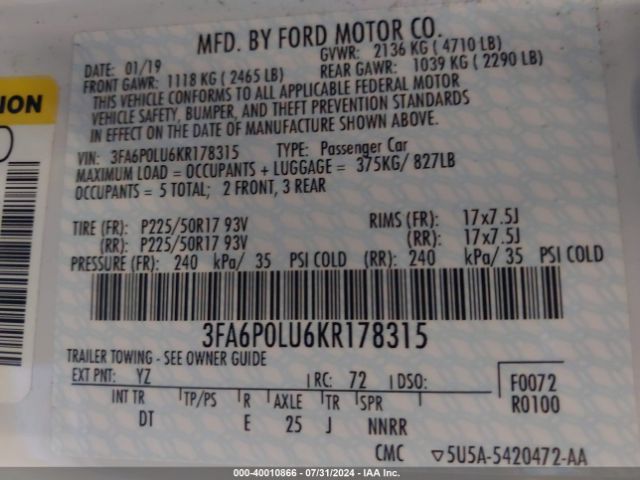 MFD. BY FORD MOTOR CO.
DATE: 01/19 GVWR: 2136 KG ( 4710 LB)
FRONT GAWR: 1118 KG ( 2465 LB) REAR GAWR: 1039 KG ( 2290 LB)
THIS VEHICLE CONFORMS TO ALL APPLICABLE FEDERAL MOTOR
VEHICLE SAFETY, BUMPER, AND THEFT PREVENTION STANDARDS
IN EFFECT ON THE DATE OF MANUFACTURE SHOWN ABOVE.
VIN: 3FA6P0LU6KR178315 TYPE: Passenger Car
MAXIMUM LOAD = OCCUPANTS + LUGGAGE = 375KG/ 827LB
OCCUPANTS = 5 TOTAL; 2 FRONT, 3 REAR
TIRE (FR): P225/50R17 93V RIMS (FR): 17x7.5J
(RR): P225/50R17 93V (RR): 17x7.5J
PRESSURE (FR): 240 kPa/ 35 PSI COLD (RR): 240 kPa/ 35 PSI COLD
3FA6P0LU6KR178315
TRAILER TOWING - SEE OWNER GUIDE
EXT PNT: YZ RC: 72 DSO: F0072
INT TR TP/PS R AXLE TR SPR R0100
DT E 25 J NNRR
CMC ▽5U5A-5420472-AA
000-40010866 - 07/31/2024 - IAA Inc.